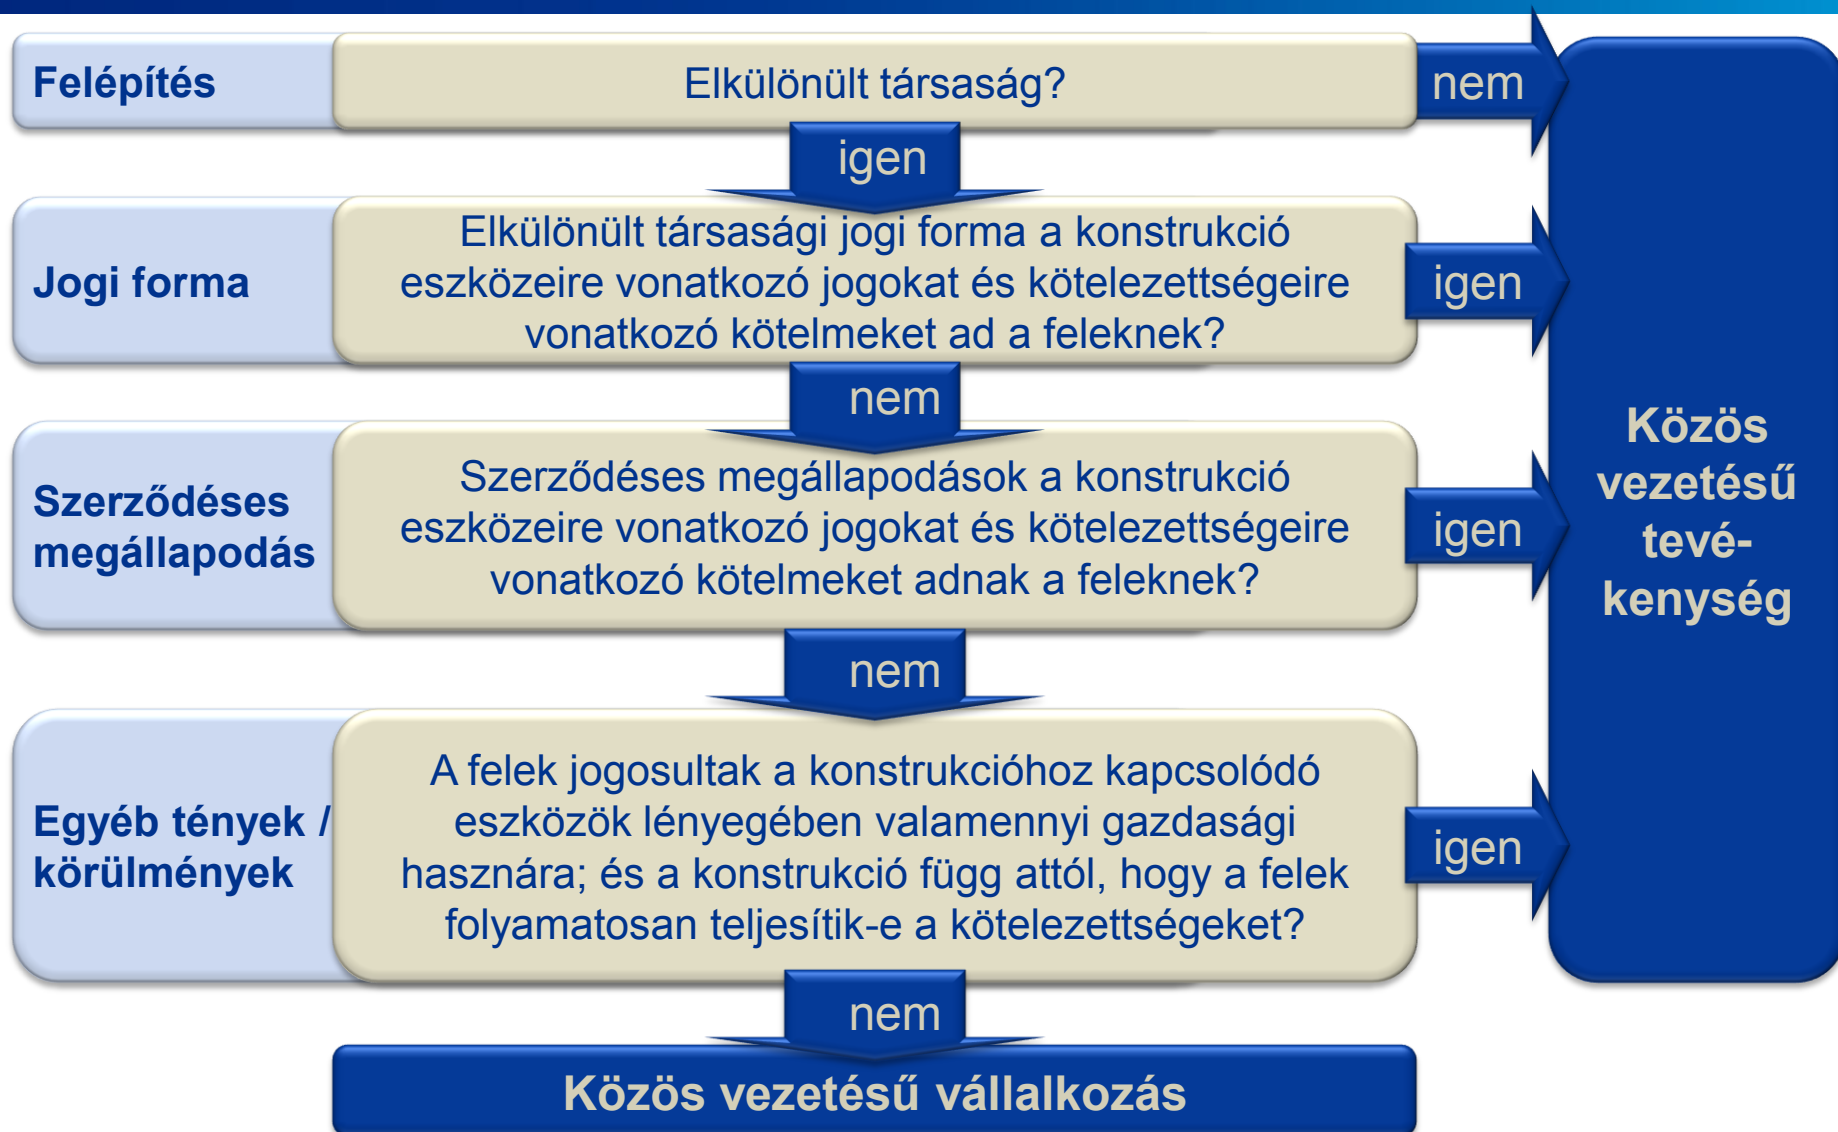 Felépítés
Elkülönült társaság?
nem
igen
Jogi forma
Elkülönült társasági jogi forma a konstrukció
eszközeire vonatkozó jogokat és kötelezettségeire
vonatkozó kötelmeket ad a feleknek?
igen
nem
Szerződéses
megállapodás
Szerződéses megállapodások a konstrukció
eszközeire vonatkozó jogokat és kötelezettségeire
vonatkozó kötelmeket adnak a feleknek?
igen
nem
Egyéb tények /
körülmények
A felek jogosultak a konstrukcióhoz kapcsolódó
eszközök lényegében valamennyi gazdasági
hasznára; és a konstrukció függ attól, hogy a felek
folyamatosan teljesítik-e a kötelezettségeket?
igen
nem
Közös vezetésű vállalkozás
Közös
vezetésű
tevé-
kenység